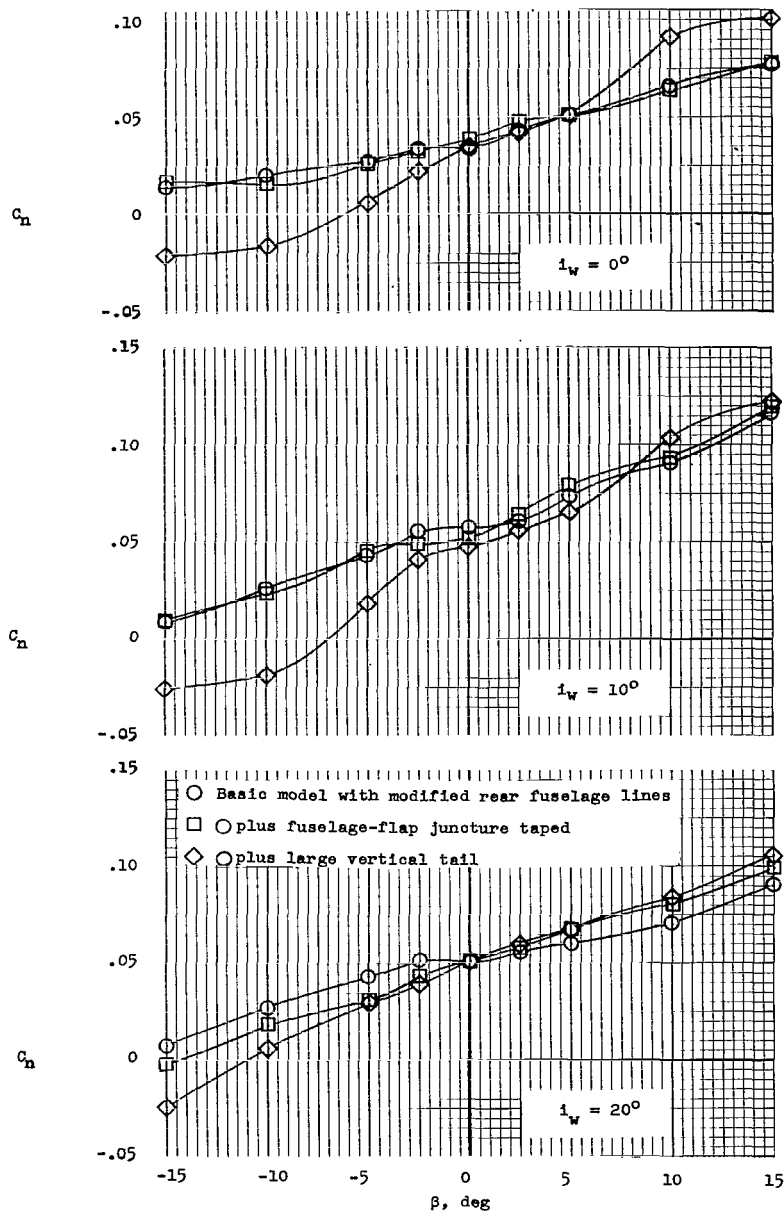 .10
.05
C_n
0
i_w = 0°
-.05
.15
.10
.05
C_n
0
i_w = 10°
-.05
.15
○ Basic model with modified rear fuselage lines
□ ○ plus fuselage-flap juncture taped
◇ ○ plus large vertical tail
.10
.05
C_n
0
i_w = 20°
-.05
-15 -10 -5 0 5 10 15
β, deg